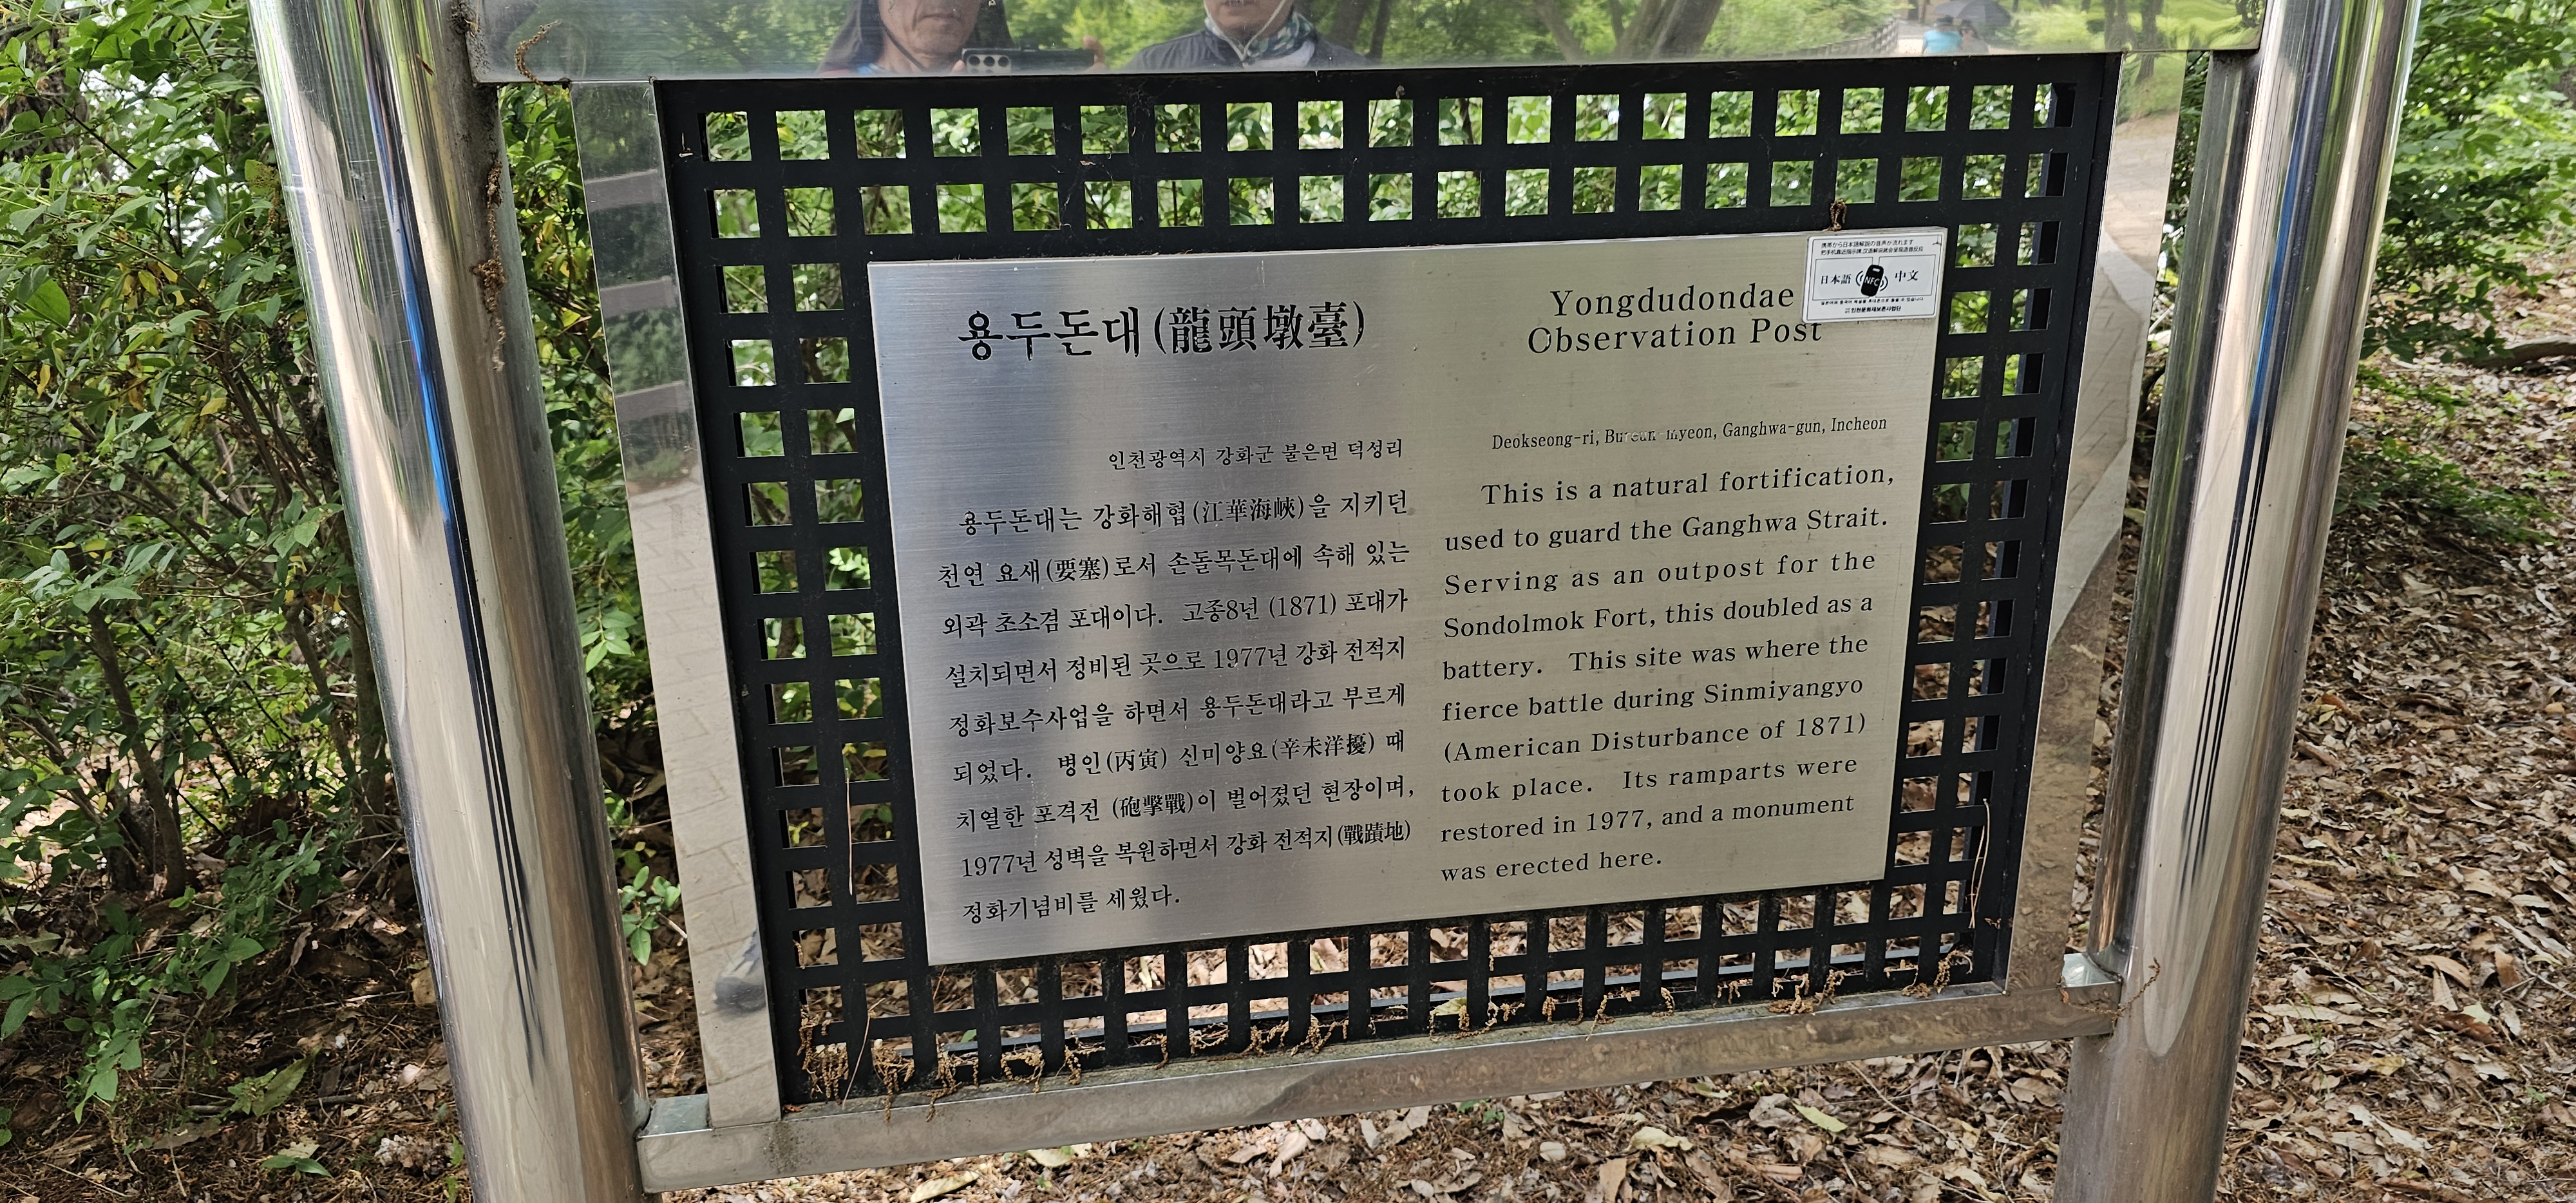 용두돈대(龍頭墩臺)
인천광역시 강화군 불은면 덕성리
용두돈대는 강화해협(江華海峽)을 지키던
천연 요새(要塞)로서 손돌목돈대에 속해 있는
외곽 초소겸 포대이다. 고종8년 (1871) 포대가
설치되면서 정비된 곳으로 1977년 강화 전적지
정화보수사업을 하면서 용두돈대라고 부르게
되었다. 병인(丙寅) 신미양요(辛未洋擾) 때
치열한 포격전 (砲擊戰)이 벌어졌던 현장이며,
1977년 성벽을 복원하면서 강화 전적지(戰蹟地)
정화기념비를 세웠다.
Yongdudondae
Observation Post
Deokseong-ri, myeon, Ganghwa-gun, Incheon
This is a natural fortification,
used to guard the Ganghwa Strait.
Serving as an outpost for the
Sondolmok Fort, this doubled as a
battery. This site was where the
fierce battle during Sinmiyangyo
(American Disturbance of 1871)
took place. Its ramparts were
restored in 1977, and a monument
was erected here.
日本語 NFC 中文